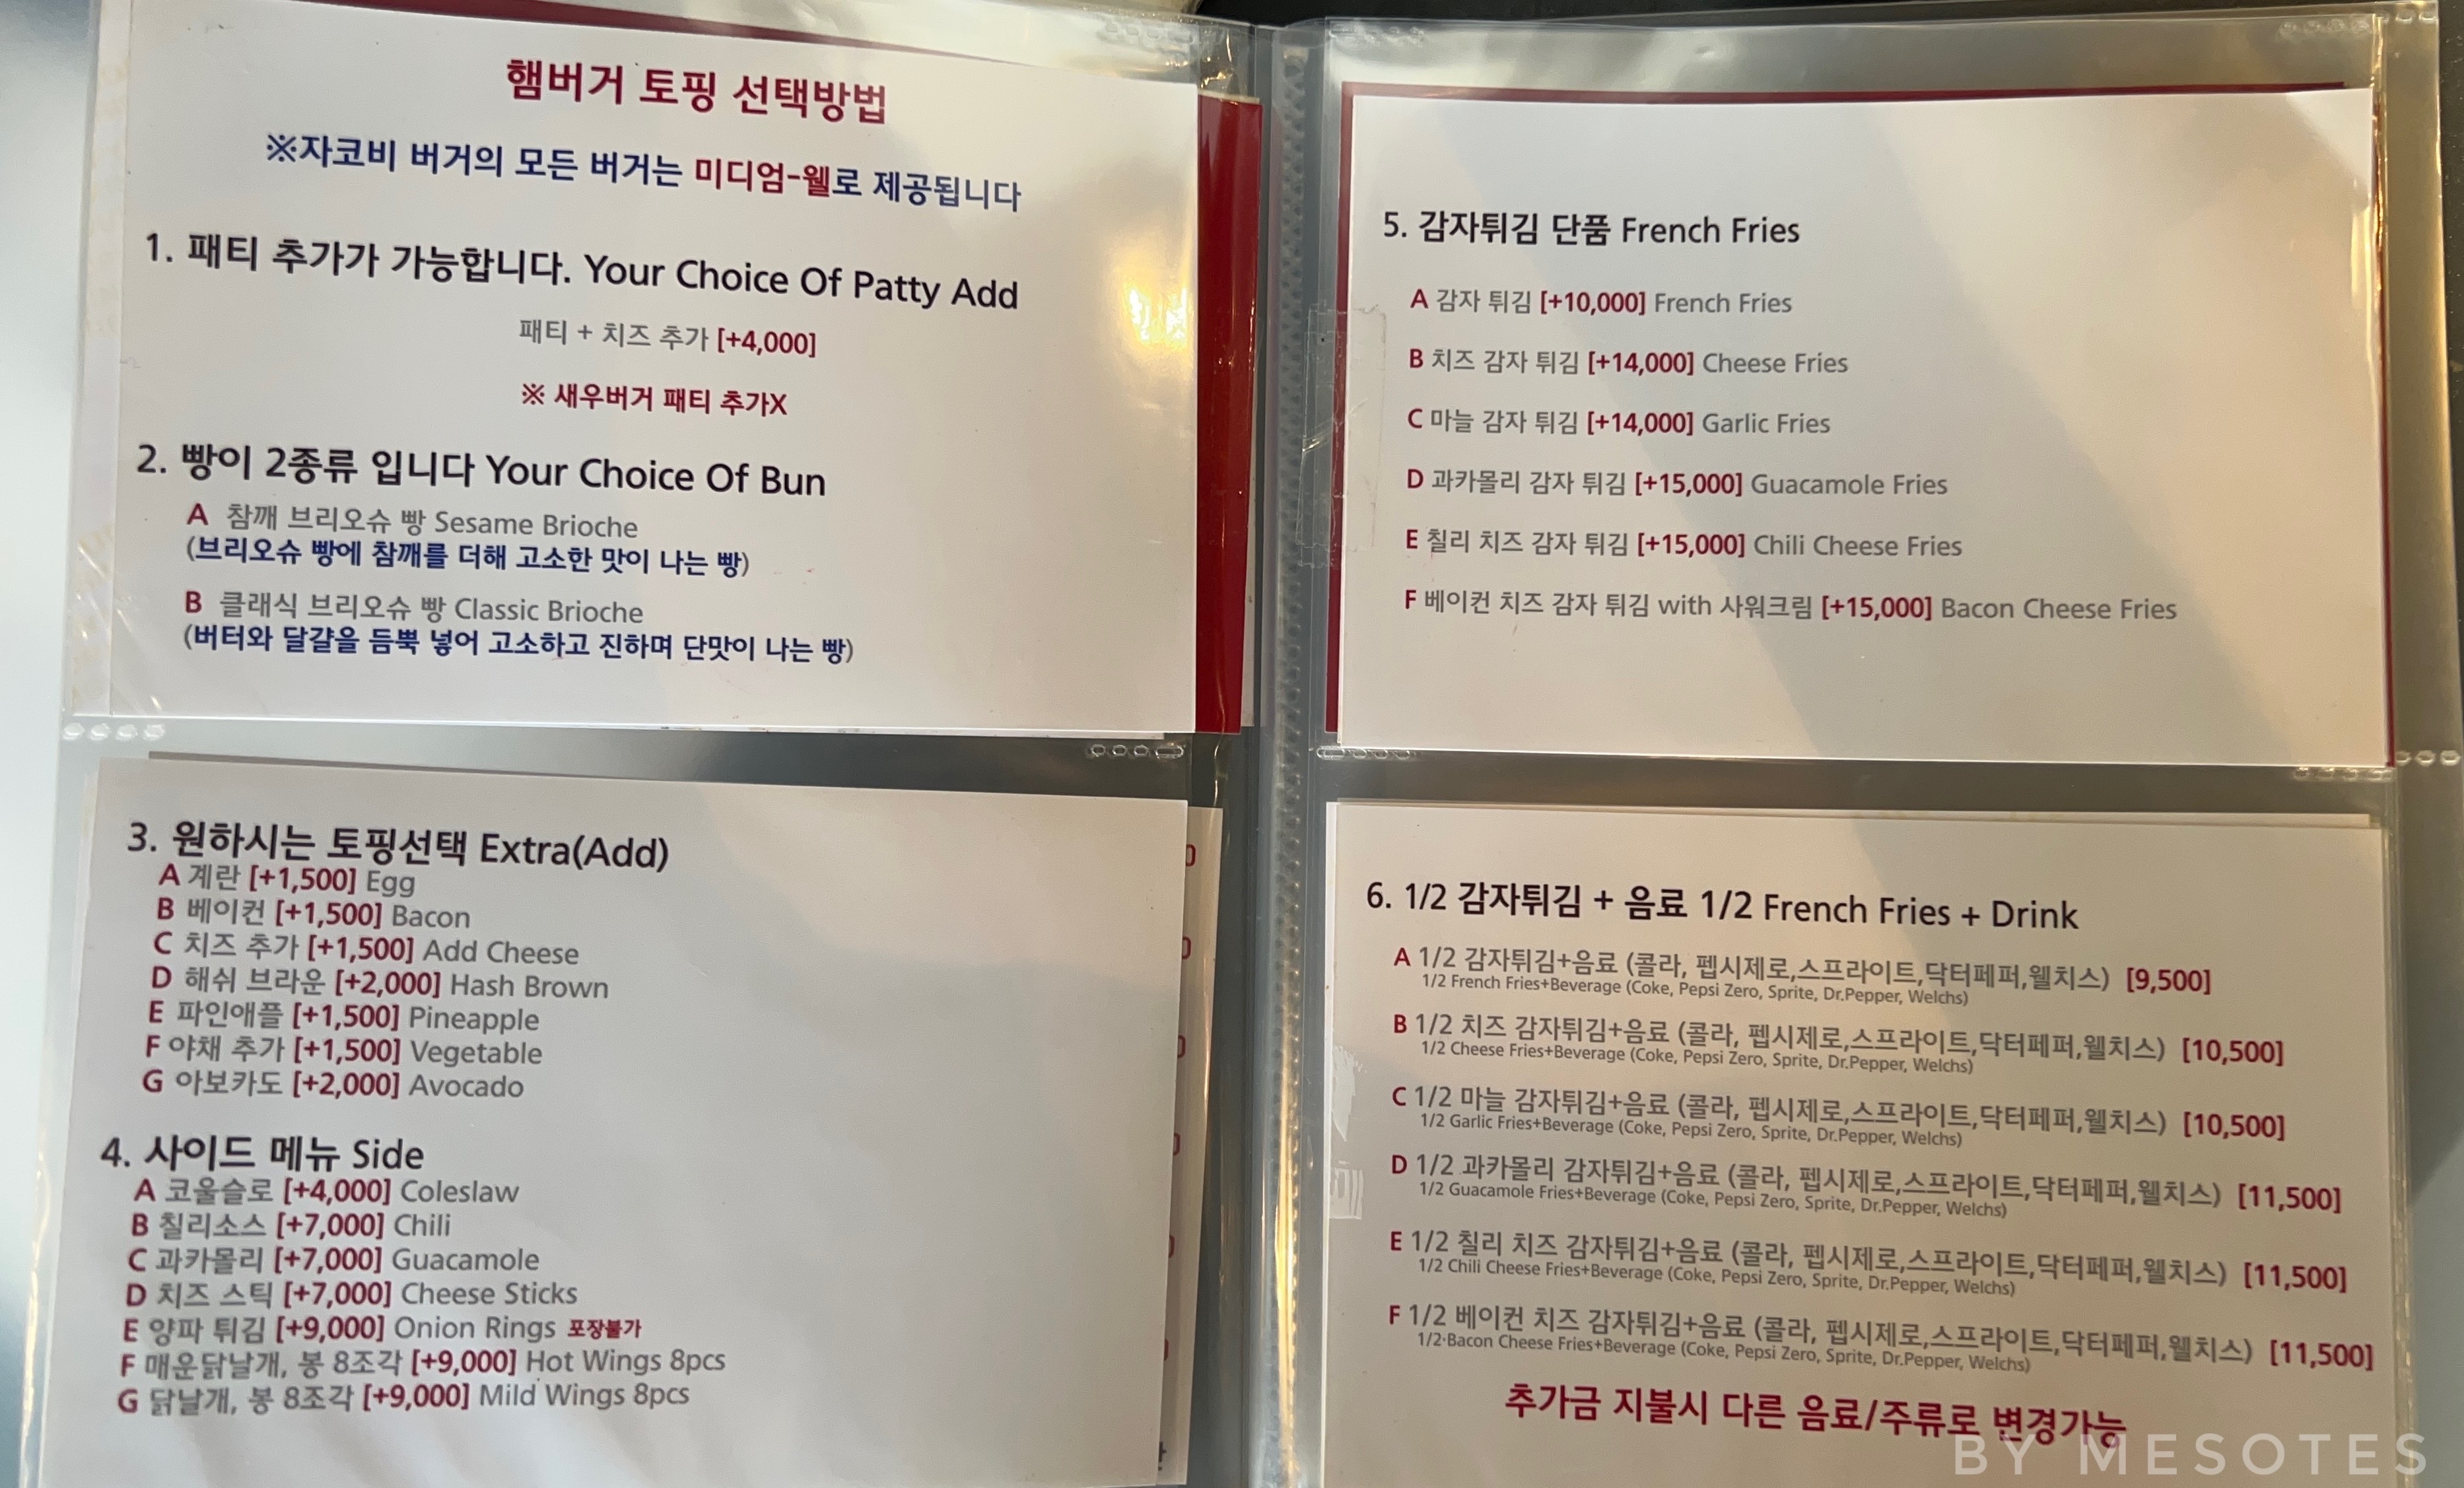 햄버거 토핑 선택방법
※자코비 버거의 모든 버거는 미디엄-웰로 제공됩니다
1. 패티 추가가 가능합니다. Your Choice Of Patty Add
패티 + 치즈 추가 [+4,000]
※ 새우버거 패티 추가X
2. 빵이 2종류 입니다 Your Choice Of Bun
A 참깨 브리오슈 빵 Sesame Brioche
(브리오슈 빵에 참깨를 더해 고소한 맛이 나는 빵)
B 클래식 브리오슈 빵 Classic Brioche
(버터와 달걀을 듬뿍 넣어 고소하고 진하며 단맛이 나는 빵)
3. 원하시는 토핑선택 Extra(Add)
A 계란 [+1,500] Egg
B 베이컨 [+1,500] Bacon
C 치즈 추가 [+1,500] Add Cheese
D 해쉬 브라운 [+2,000] Hash Brown
E 파인애플 [+1,500] Pineapple
F 야채 추가 [+1,500] Vegetable
G 아보카도 [+2,000] Avocado
4. 사이드 메뉴 Side
A 코울슬로 [+4,000] Coleslaw
B 칠리소스 [+7,000] Chili
C 과카몰리 [+7,000] Guacamole
D 치즈 스틱 [+7,000] Cheese Sticks
E 양파 튀김 [+9,000] Onion Rings 포장불가
F 매운닭날개, 봉 8조각 [+9,000] Hot Wings 8pcs
G 닭날개, 봉 8조각 [+9,000] Mild Wings 8pcs
5. 감자튀김 단품 French Fries
A 감자 튀김 [+10,000] French Fries
B 치즈 감자 튀김 [+14,000] Cheese Fries
C 마늘 감자 튀김 [+14,000] Garlic Fries
D 과카몰리 감자 튀김 [+15,000] Guacamole Fries
E 칠리 치즈 감자 튀김 [+15,000] Chili Cheese Fries
F 베이컨 치즈 감자 튀김 with 사워크림 [+15,000] Bacon Cheese Fries
6. 1/2 감자튀김 + 음료 1/2 French Fries + Drink
A 1/2 감자튀김+음료 (콜라, 펩시제로,스프라이트,닥터페퍼,웰치스) [9,500]
1/2 French Fries+Beverage (Coke, Pepsi Zero, Sprite, Dr.Pepper, Welchs)
B 1/2 치즈 감자튀김+음료 (콜라, 펩시제로,스프라이트,닥터페퍼,웰치스) [10,500]
1/2 Cheese Fries+Beverage (Coke, Pepsi Zero, Sprite, Dr.Pepper, Welchs)
C 1/2 마늘 감자튀김+음료 (콜라, 펩시제로,스프라이트,닥터페퍼,웰치스) [10,500]
1/2 Garlic Fries+Beverage (Coke, Pepsi Zero, Sprite, Dr.Pepper, Welchs)
D 1/2 과카몰리 감자튀김+음료 (콜라, 펩시제로,스프라이트,닥터페퍼,웰치스) [11,500]
1/2 Guacamole Fries+Beverage (Coke, Pepsi Zero, Sprite, Dr.Pepper, Welchs)
E 1/2 칠리 치즈 감자튀김+음료 (콜라, 펩시제로,스프라이트,닥터페퍼,웰치스) [11,500]
1/2 Chili Cheese Fries+Beverage (Coke, Pepsi Zero, Sprite, Dr.Pepper, Welchs)
F 1/2 베이컨 치즈 감자튀김+음료 (콜라, 펩시제로,스프라이트,닥터페퍼,웰치스) [11,500]
1/2·Bacon Cheese Fries+Beverage (Coke, Pepsi Zero, Sprite, Dr.Pepper, Welchs)
추가금 지불시 다른 음료/주류로 변경가능
BY MESOTES